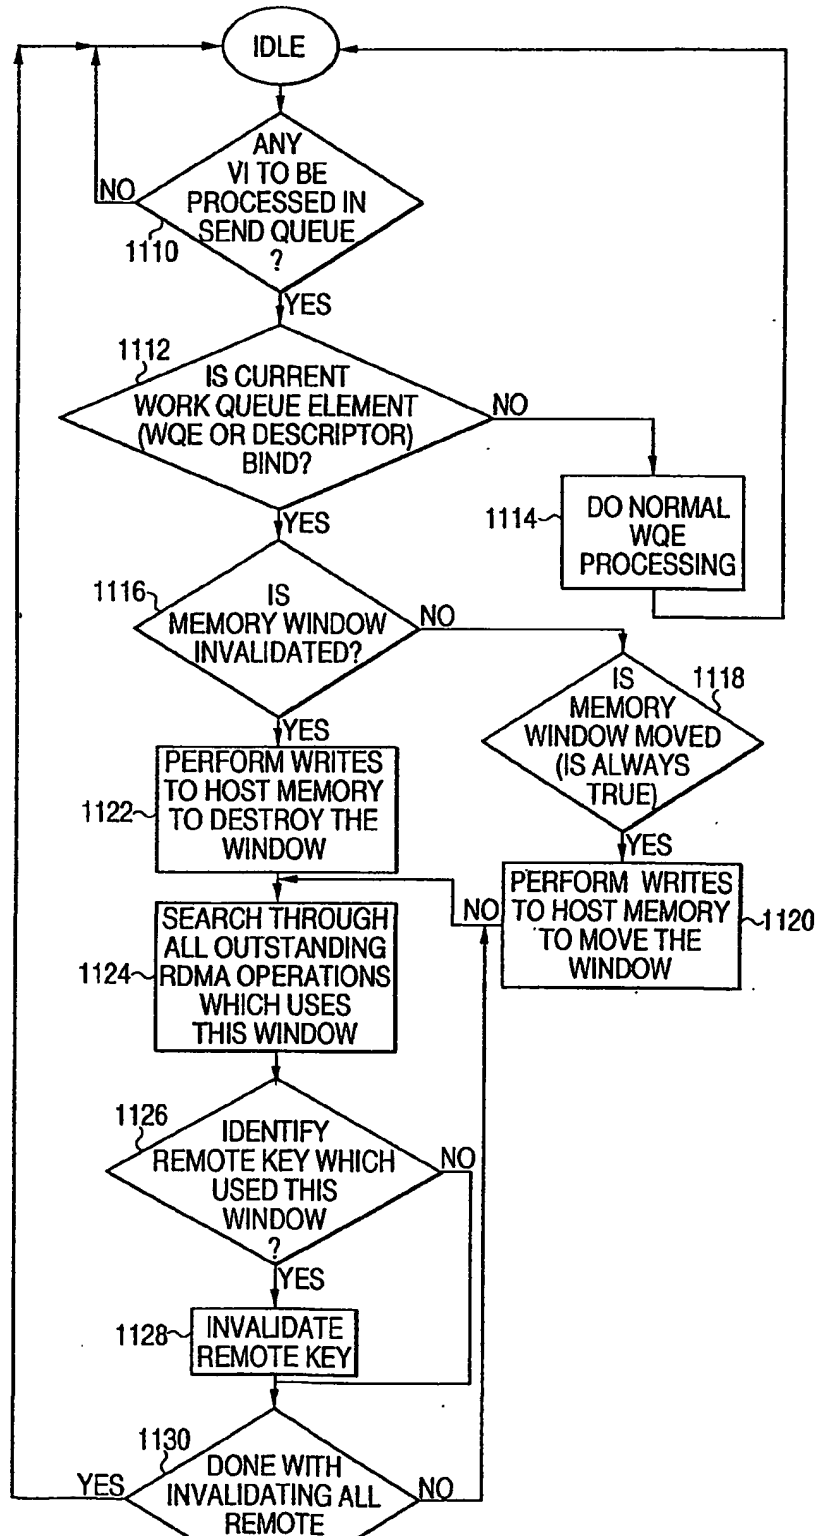 IDLE
ANY
VI TO BE
PROCESSED IN
SEND QUEUE
?
NO
1110
YES
1112
IS CURRENT
WORK QUEUE ELEMENT
(WQE OR DESCRIPTOR)
BIND?
NO
YES
1114
DO NORMAL
WQE
PROCESSING
1116
IS
MEMORY WINDOW
INVALIDATED?
NO
YES
1118
IS
MEMORY
WINDOW MOVED
(IS ALWAYS
TRUE)
YES
1122
PERFORM WRITES
TO HOST MEMORY
TO DESTROY THE
WINDOW
PERFORM WRITES
TO HOST MEMORY
TO MOVE THE
WINDOW
1120
NO
1124
SEARCH THROUGH
ALL OUTSTANDING
RDMA OPERATIONS
WHICH USES
THIS WINDOW
1126
IDENTIFY
REMOTE KEY WHICH
USED THIS
WINDOW
?
NO
YES
1128
INVALIDATE
REMOTE KEY
1130
DONE WITH
INVALIDATING ALL
REMOTE
YES
NO